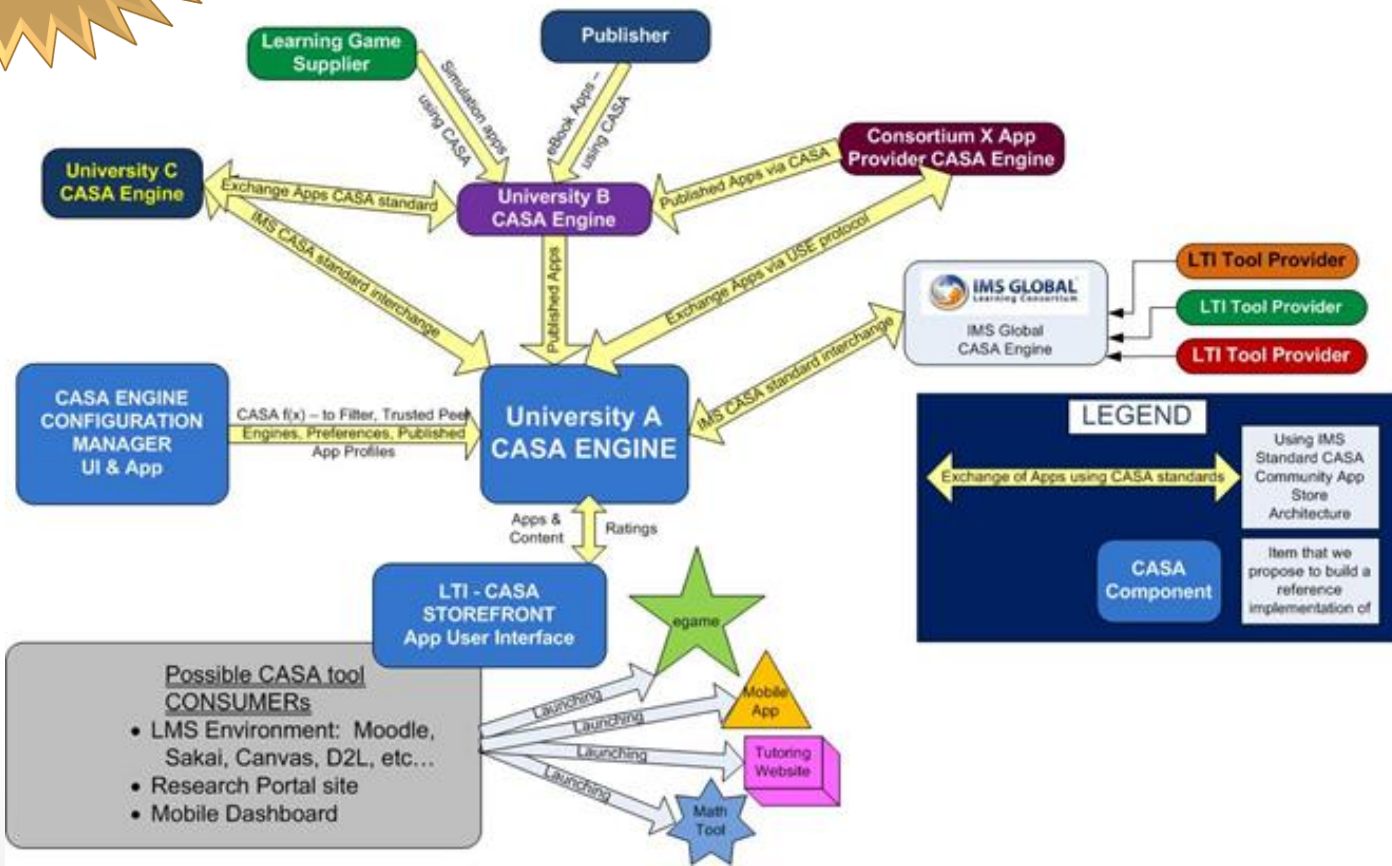 Learning Game
Supplier
Publisher
Simulation apps
using CASA
eBook Apps –
using CASA
Consortium X App
Provider CASA Engine
University C
CASA Engine
Exchange Apps CASA standard
University B
CASA Engine
Published Apps via CASA
IMS CASA standard interchange
Published Apps
Exchange Apps via USE protocol
IMS GLOBAL
Learning Consortium
IMS Global
CASA Engine
LTI Tool Provider
LTI Tool Provider
LTI Tool Provider
IMS CASA standard interchange
CASA ENGINE
CONFIGURATION
MANAGER
UI & App
CASA f(x) – to Filter, Trusted Peer
Engines, Preferences, Published
App Profiles
University A
CASA ENGINE
LEGEND
Exchange of Apps using CASA standards
Using IMS
Standard CASA
Community App
Store
Architecture
CASA
Component
Item that we
propose to build a
reference
implementation of
Apps &
Content
Ratings
LTI - CASA
STOREFRONT
App User Interface
egame
Possible CASA tool
CONSUMERs
• LMS Environment: Moodle,
Sakai, Canvas, D2L, etc…
• Research Portal site
• Mobile Dashboard
Launching
Launching
Launching
Launching
Mobile
App
Tutoring
Website
Math
Tool